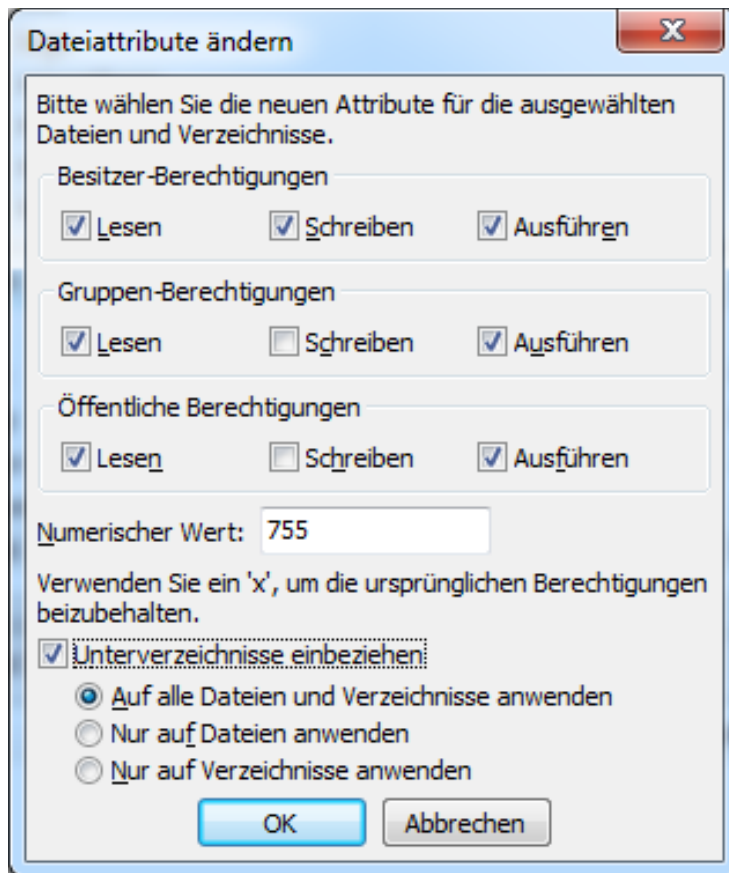 Dateiattribute ändern
Bitte wählen Sie die neuen Attribute für die ausgewählten
Dateien und Verzeichnisse.
Besitzer-Berechtigungen
Lesen Schreiben Ausführen
Gruppen-Berechtigungen
Lesen Schreiben Ausführen
Öffentliche Berechtigungen
Lesen Schreiben Ausführen
Numerischer Wert: 755
Verwenden Sie ein 'x', um die ursprünglichen Berechtigungen
beizubehalten.
Unterverzeichnisse einbeziehen
Auf alle Dateien und Verzeichnisse anwenden
Nur auf Dateien anwenden
Nur auf Verzeichnisse anwenden
OK Abbrechen